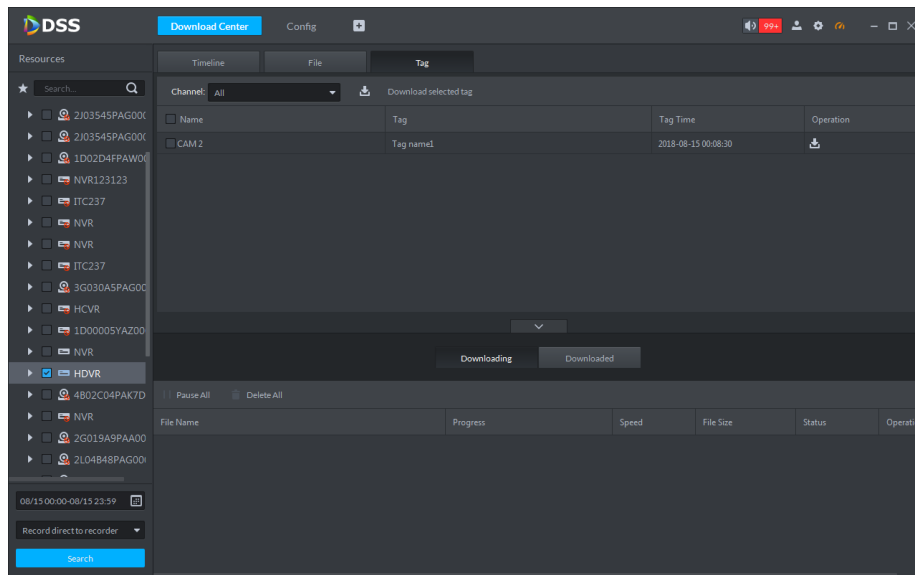 DSS
Download Center
Config
99+
Resources
Search...
2J03545PAG00
2J03545PAG00
1D02D4FPAW0
NVR123123
ITC237
NVR
NVR
ITC237
3G030A5PAG0
HCVR
1D00005YAZ00
NVR
HDVR
4B02C04PAK7D
NVR
2G019A9PAA00
2L04B48PAG00
08/15 00:00-08/15 23:59
Record direct to recorder
Search
Timeline File Tag
Channel: All Download selected tag
Name Tag Tag Time Operation
CAM 2 Tag name1 2018-08-15 00:08:30
Downloading Downloaded
Pause All Delete All
File Name Progress Speed File Size Status Operati